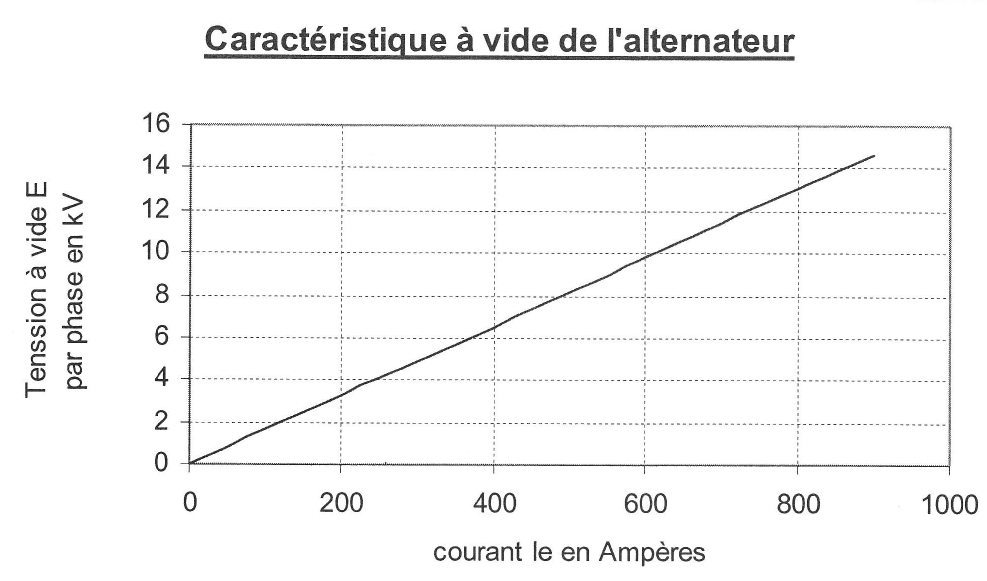 Caractéristique à vide de l'alternateur
Tenssion à vide E
par phase en kV
16
14
12
10
8
6
4
2
0
0 200 400 600 800 1000
courant Ie en Ampères